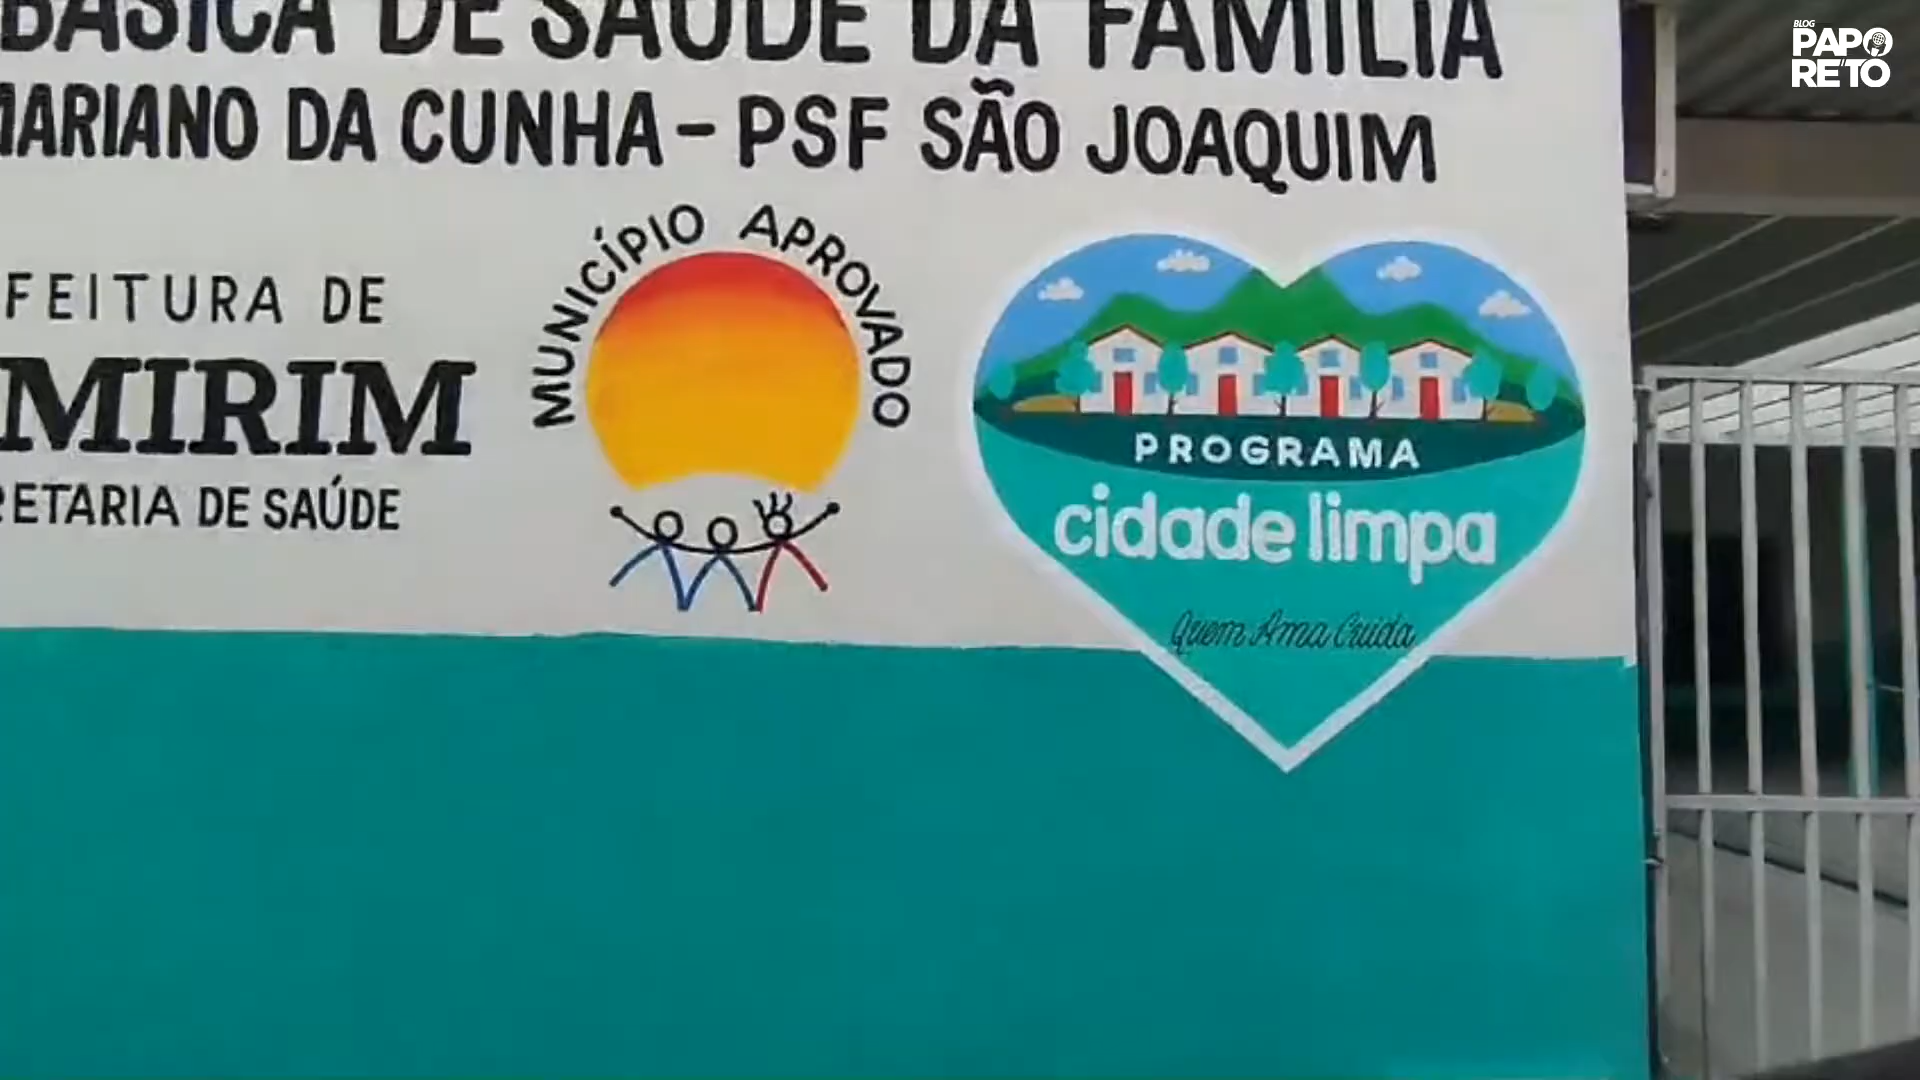 BÁSICA DE SAÚDE DA FAMÍLIA
MARIANO DA CUNHA - PSF SÃO JOAQUIM
FEITURA DE
MIRIM
RETARIA DE SAÚDE
MUNICÍPIO APROVADO
PROGRAMA
cidade limpa
Quem Ama Cuida
BLOG
PAPO
RETO